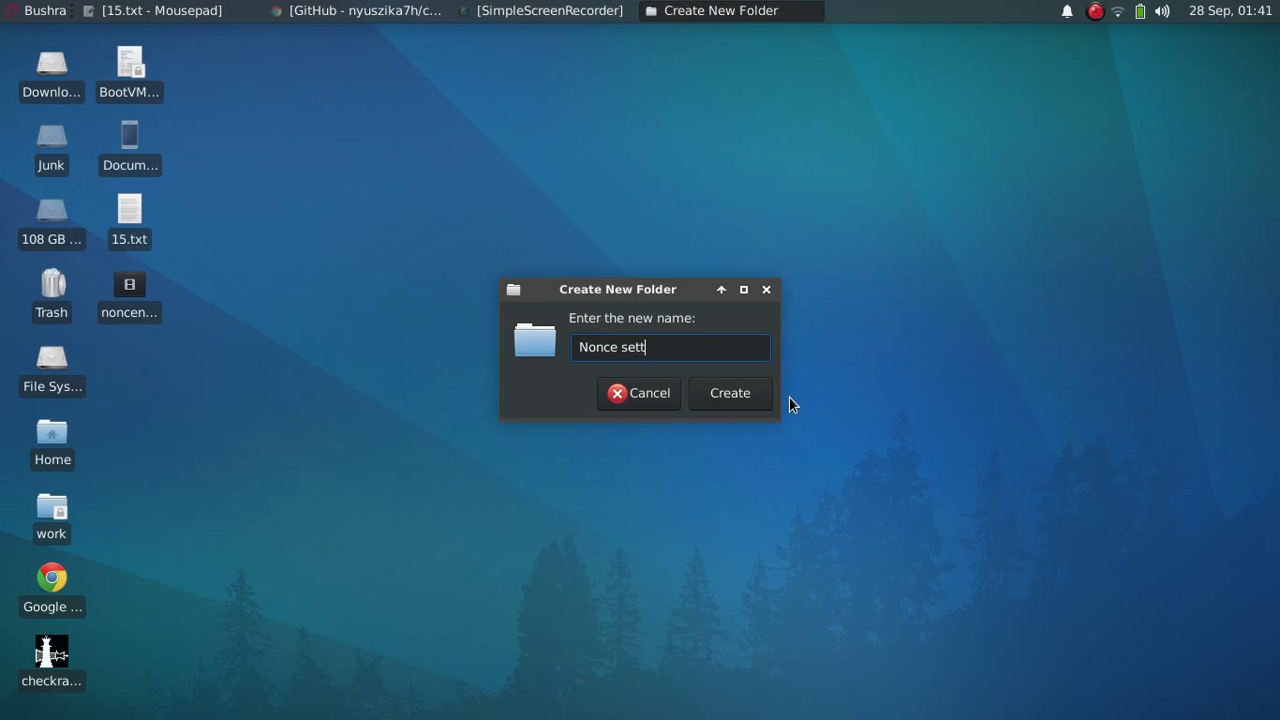 Bushra
[15.txt - Mousepad]
[GitHub - nyuszika7h/c...
[SimpleScreenRecorder]
Create New Folder
28 Sep, 01:41
Downlo...
BootVM...
Junk
Docum...
108 GB ...
15.txt
Trash
noncen...
File Sys...
Home
work
Google ...
checkra...
Create New Folder
Enter the new name:
Nonce sett
Cancel
Create